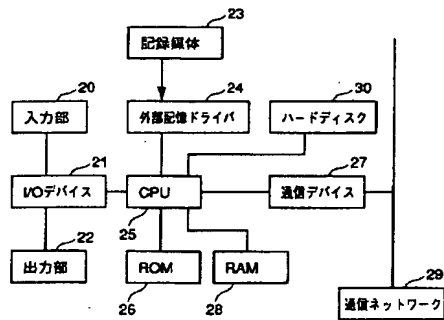 23
記録媒体
20
24
30
入力部
外部記憶ドライバ
ハードディスク
21
27
I/Oデバイス
CPU
通信デバイス
22
25
出力部
ROM
RAM
29
26
28
通信ネットワーク